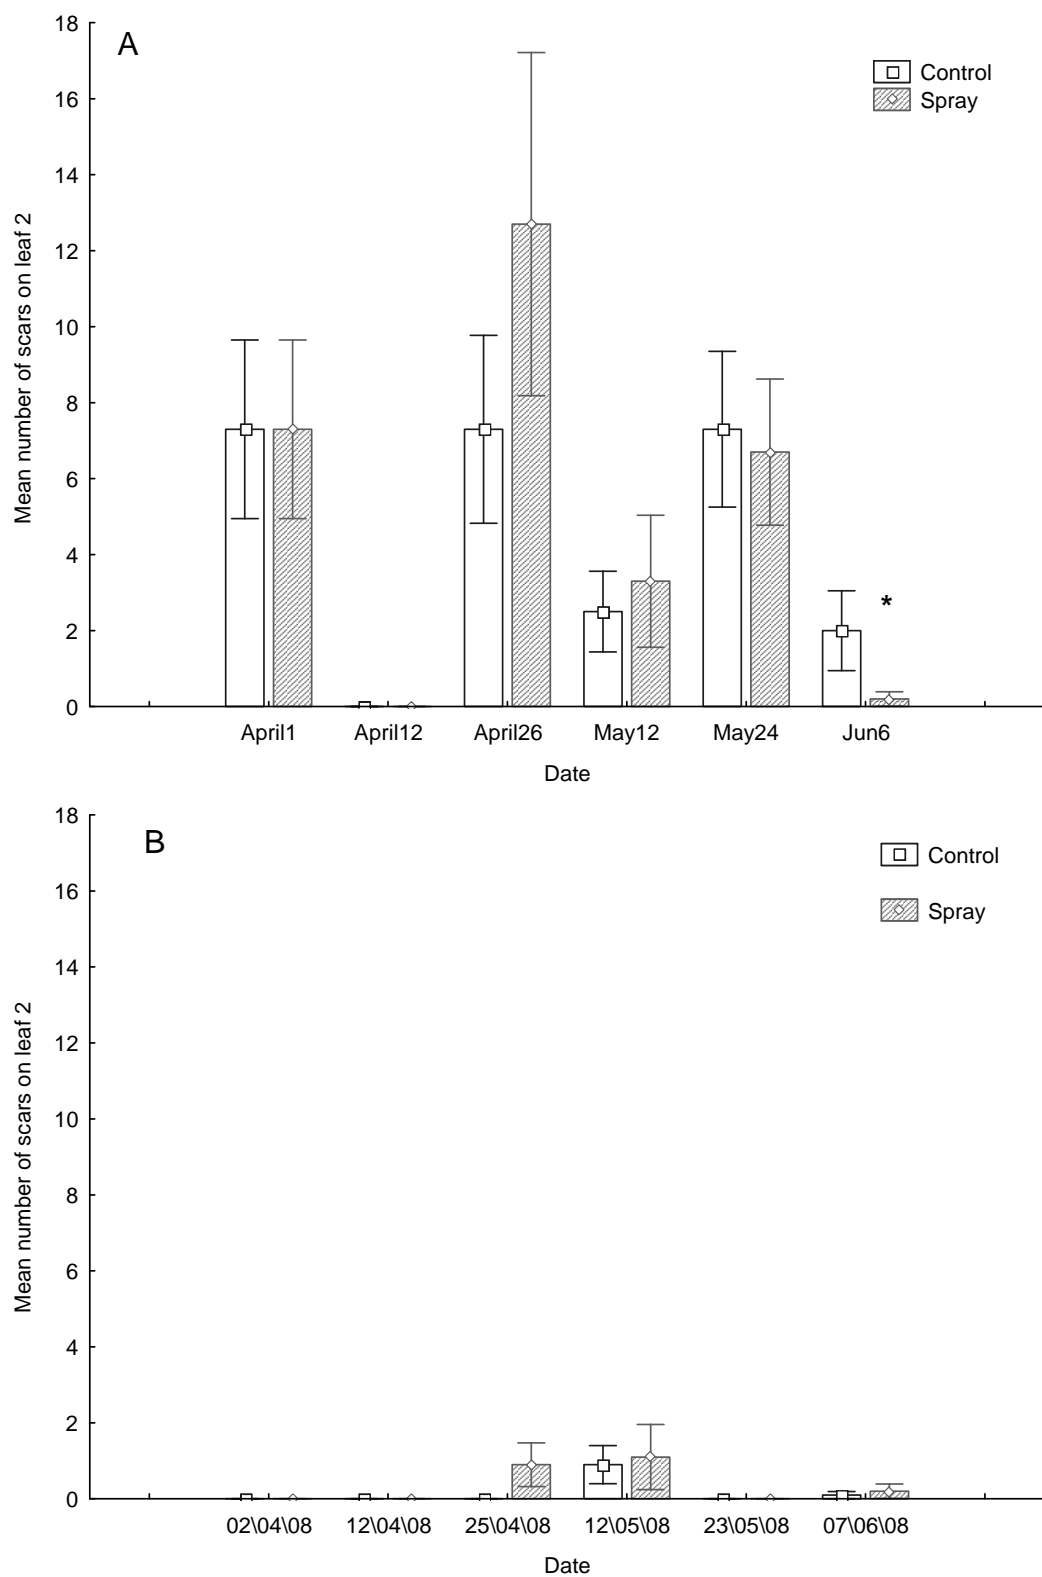 A
Control
Spray
18
16
14
12
10
8
6
4
2
0
Mean number of scars on leaf 2
*
April1 April12 April26 May12 May24 Jun6
Date
B
Control
Spray
18
16
14
12
10
8
6
4
2
0
Mean number of scars on leaf 2
02\04\08 12\04\08 25\04\08 12\05\08 23\05\08 07\06\08
Date